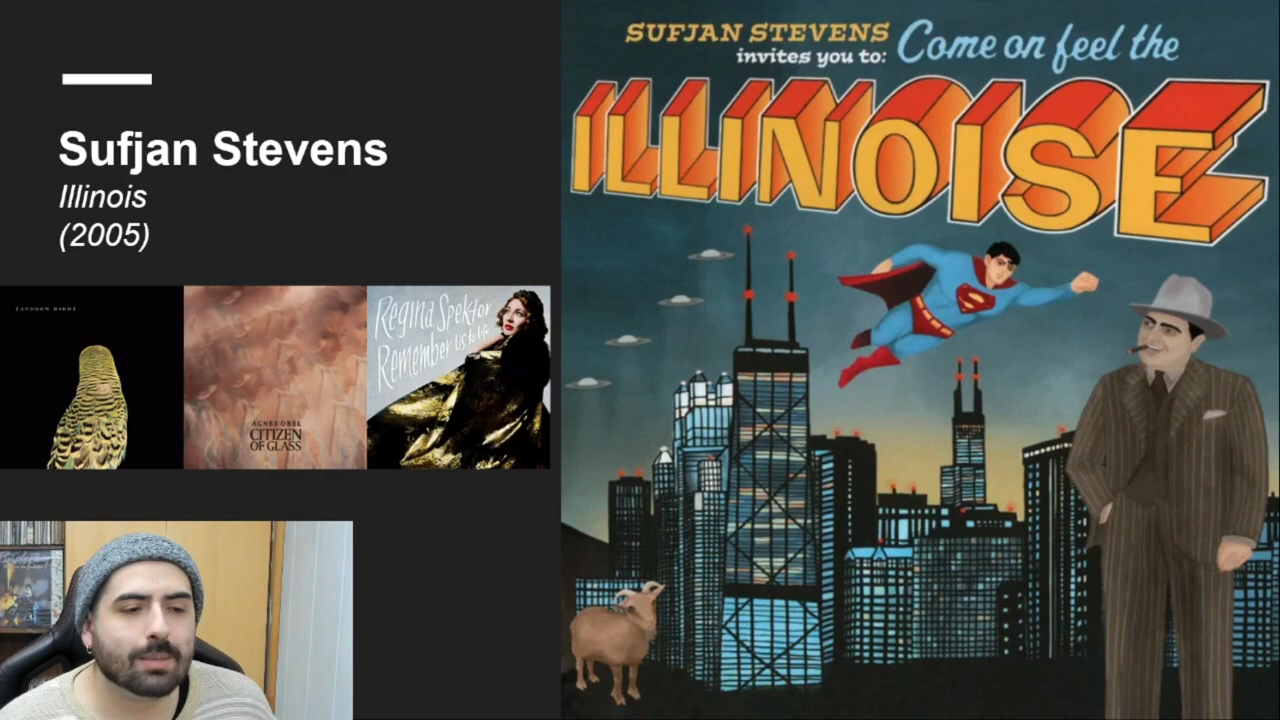 Sufjan Stevens
Illinois
(2005)
[ANDREW BIRD]
AGNES OBEL
CITIZEN
OF GLASS
Regina Spektor
Remember us to life
SUFJAN STEVENS
invites you to: Come on feel the
ILLINOISE